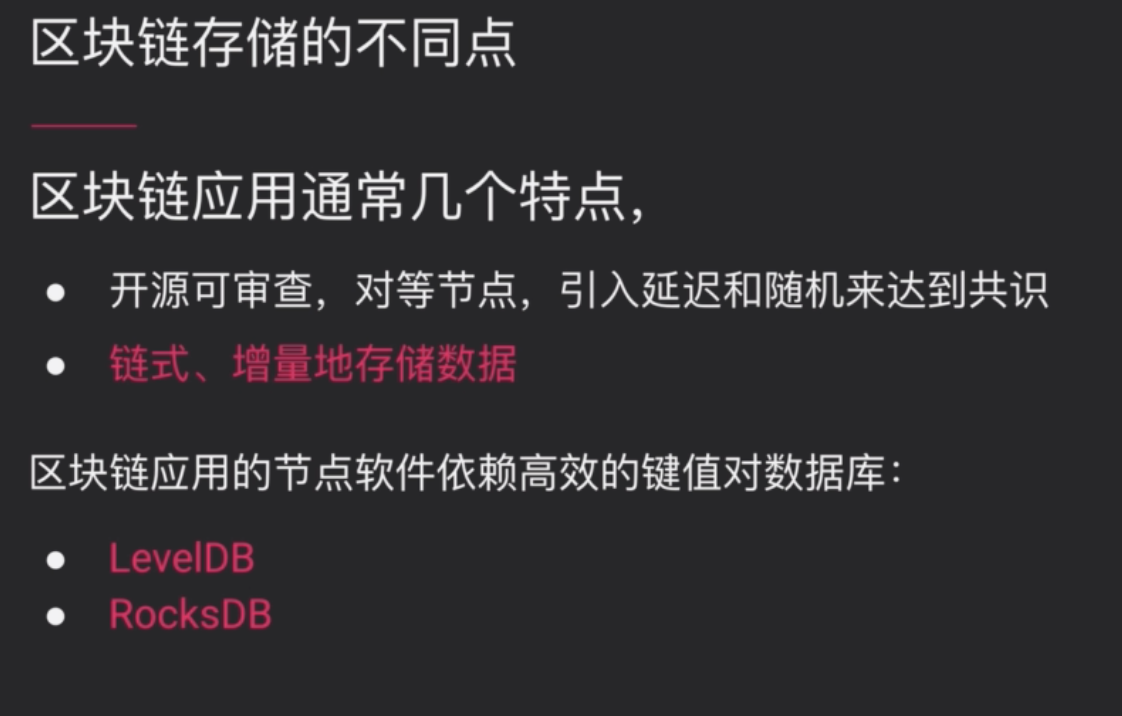 区块链存储的不同点
区块链应用通常几个特点，
● 开源可审查，对等节点，引入延迟和随机来达到共识
● 链式、增量地存储数据
区块链应用的节点软件依赖高效的键值对数据库：
● LevelDB
● RocksDB